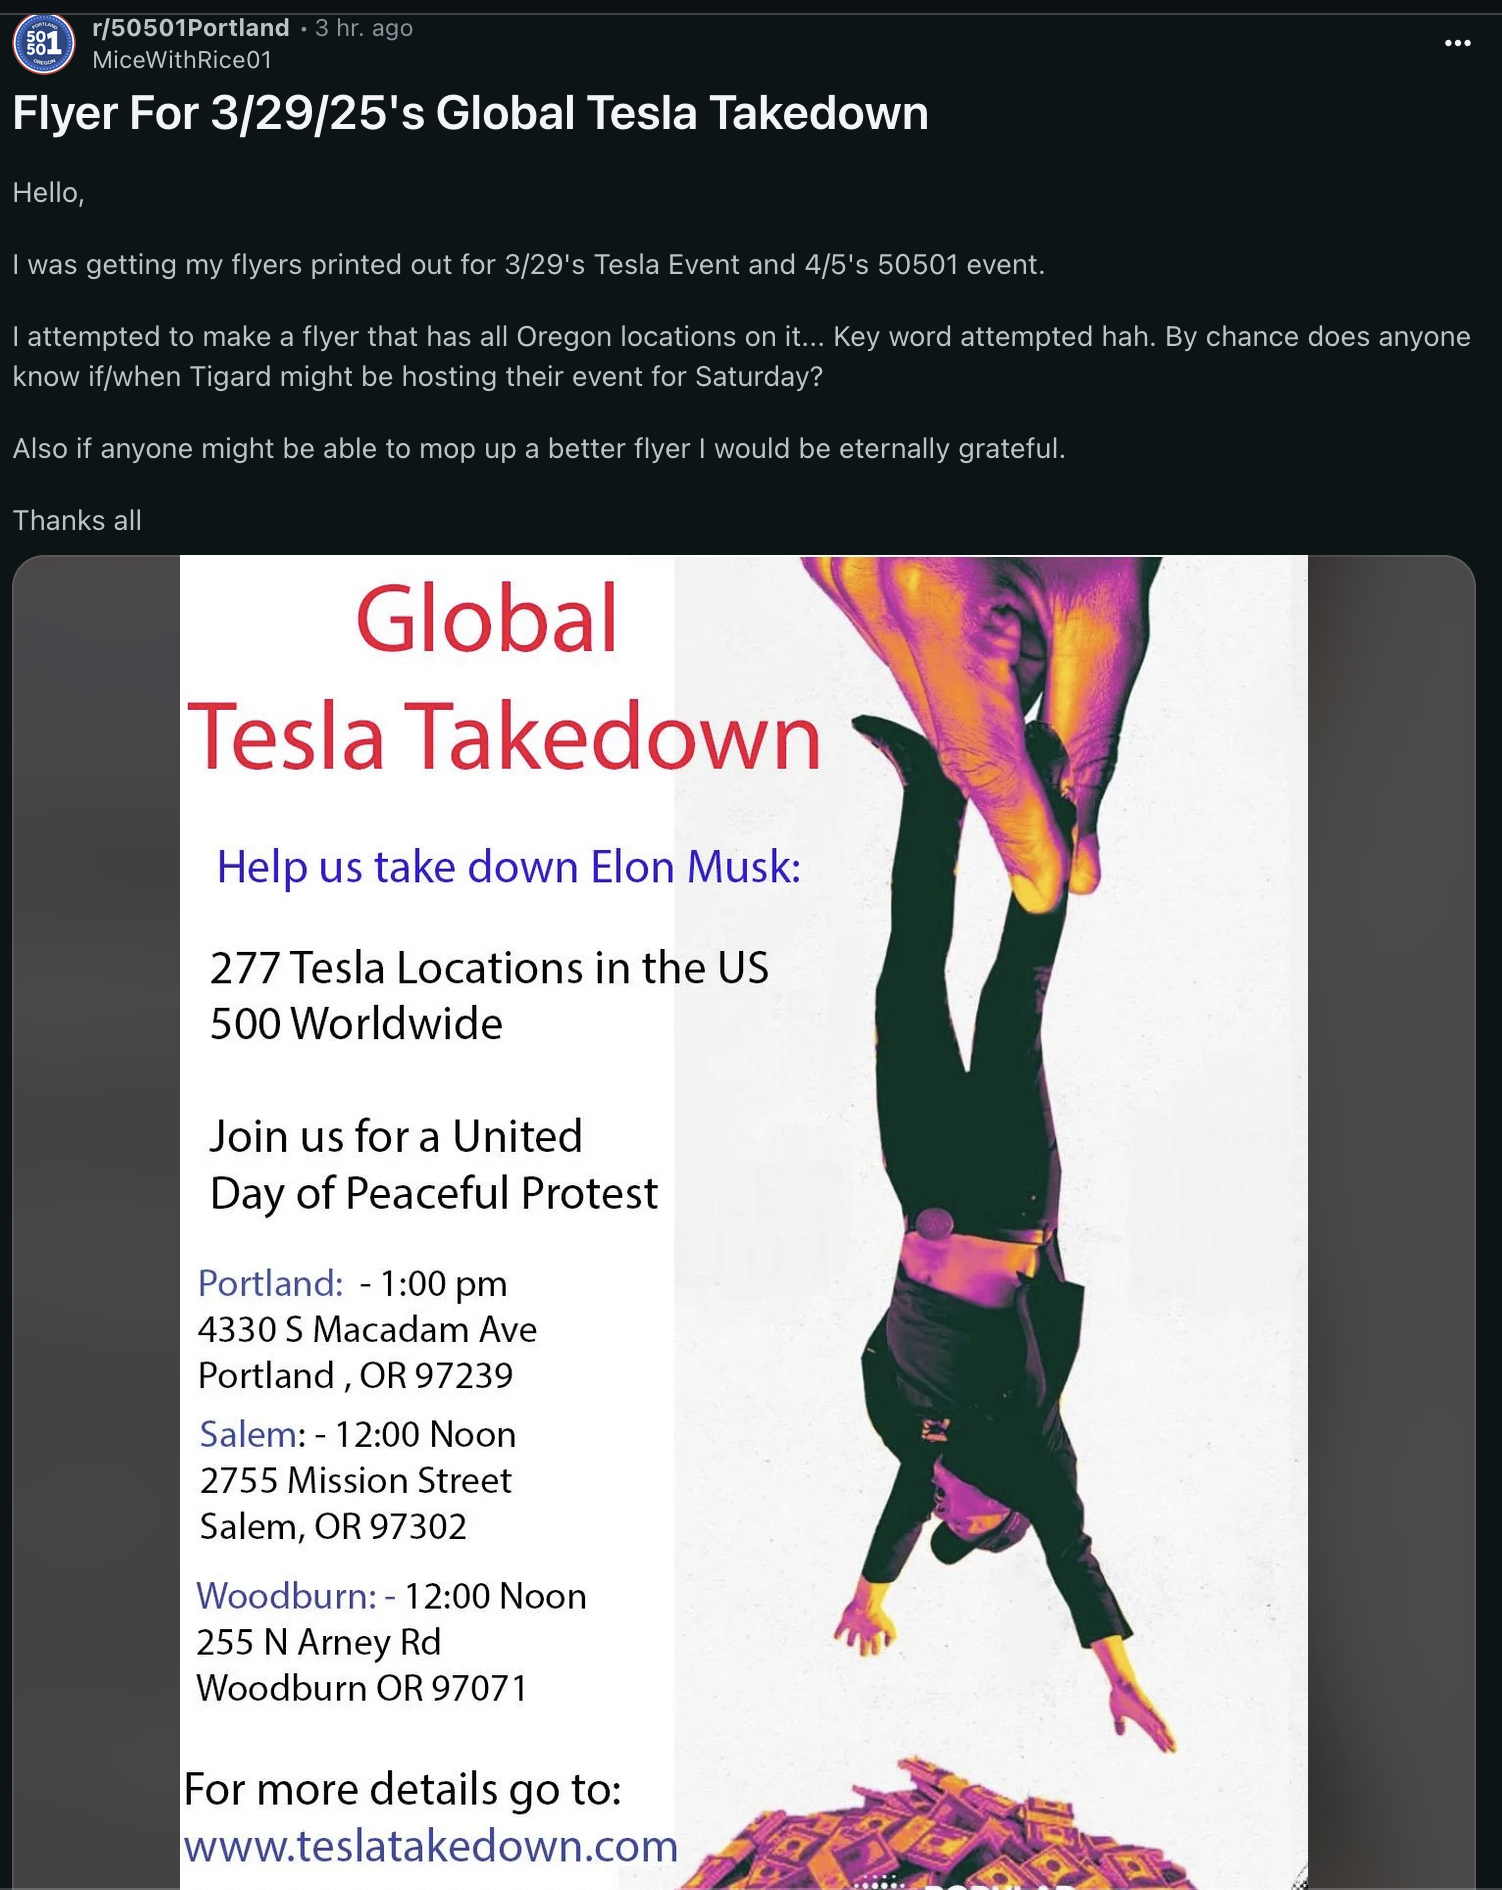 PORTLAND
50
501
OREGON
r/50501Portland • 3 hr. ago
MiceWithRice01
Flyer For 3/29/25's Global Tesla Takedown
Hello,
I was getting my flyers printed out for 3/29's Tesla Event and 4/5's 50501 event.
I attempted to make a flyer that has all Oregon locations on it... Key word attempted hah. By chance does anyone
know if/when Tigard might be hosting their event for Saturday?
Also if anyone might be able to mop up a better flyer I would be eternally grateful.
Thanks all
Global
Tesla Takedown
Help us take down Elon Musk:
277 Tesla Locations in the US
500 Worldwide
Join us for a United
Day of Peaceful Protest
Portland:  - 1:00 pm
4330 S Macadam Ave
Portland , OR 97239
Salem: - 12:00 Noon
2755 Mission Street
Salem, OR 97302
Woodburn: - 12:00 Noon
255 N Arney Rd
Woodburn OR 97071
For more details go to:
www.teslatakedown.com